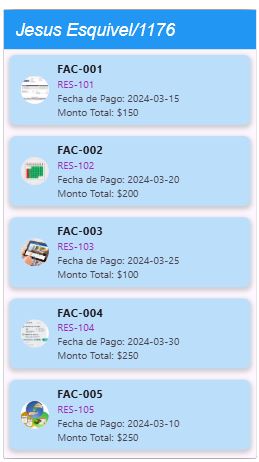 Jesus Esquivel/1176
FAC-001
RES-101
Fecha de Pago: 2024-03-15
Monto Total: $150
FAC-002
RES-102
Fecha de Pago: 2024-03-20
Monto Total: $200
FAC-003
RES-103
Fecha de Pago: 2024-03-25
Monto Total: $100
FAC-004
RES-104
Fecha de Pago: 2024-03-30
Monto Total: $250
FAC-005
RES-105
Fecha de Pago: 2024-03-10
Monto Total: $250